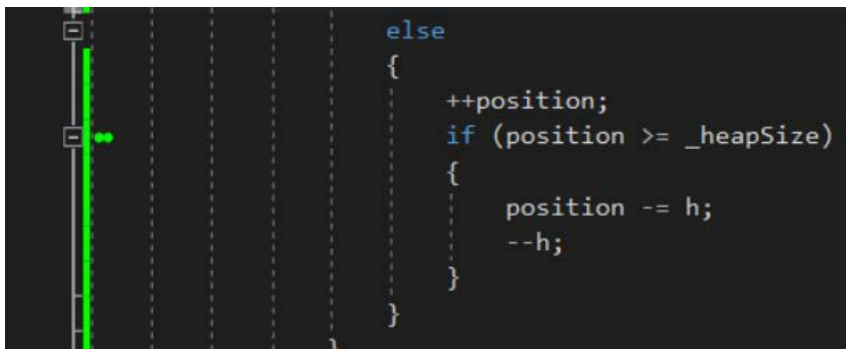 else
{
++position;
if (position >= _heapSize)
{
position -= h;
--h;
}
}
}